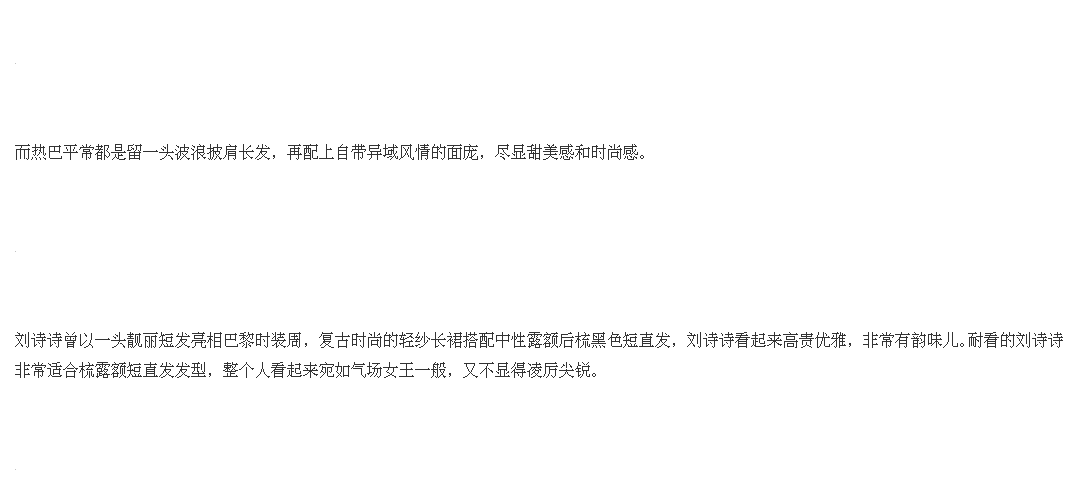 而热巴平常都是留一头波浪披肩长发，再配上自带异域风情的面庞，尽显甜美感和时尚感。
刘诗诗曾以一头靓丽短发亮相巴黎时装周，复古时尚的轻纱长裙搭配中性露额后梳黑色短直发，刘诗诗看起来高贵优雅，非常有韵味儿。耐看的刘诗诗
非常适合梳露额短直发发型，整个人看起来宛如气场女王一般，又不显得凌厉尖锐。